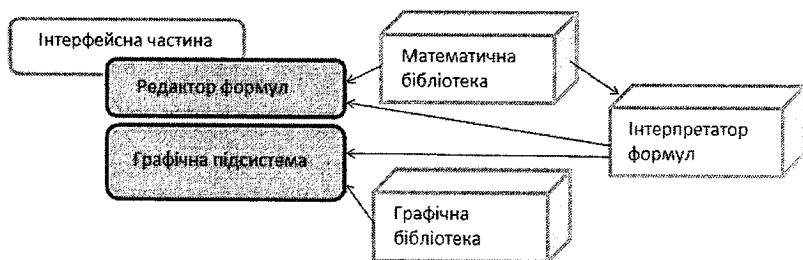 Інтерфейсна частина
Редактор формул
Графічна підсистема
Математична
бібліотека
Інтерпретатор
формул
Графічна
бібліотека